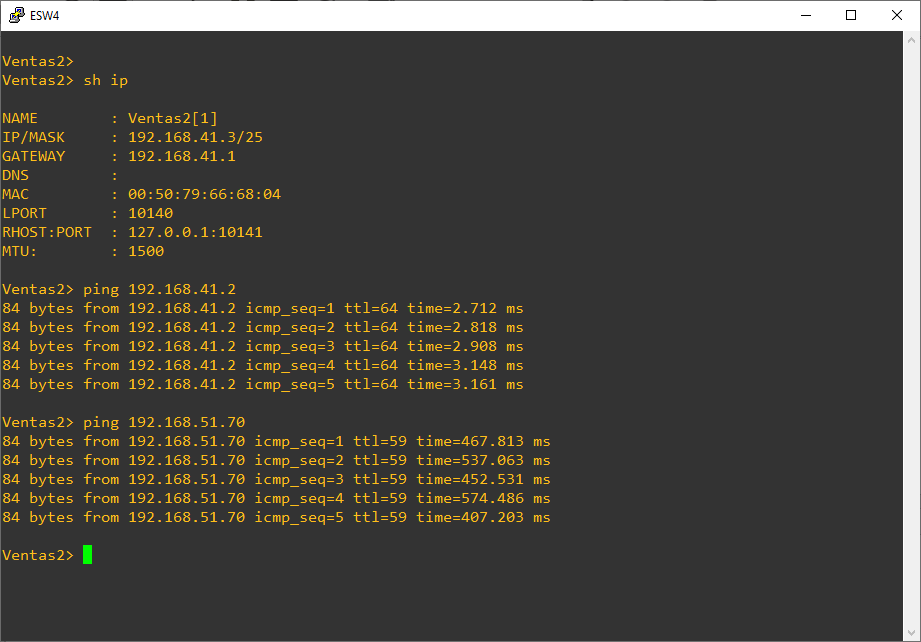 ESW4
Ventas2>
Ventas2> sh ip
NAME        : Ventas2[1]
IP/MASK     : 192.168.41.3/25
GATEWAY     : 192.168.41.1
DNS         :
MAC         : 00:50:79:66:68:04
LPORT       : 10140
RHOST:PORT  : 127.0.0.1:10141
MTU:        : 1500
Ventas2> ping 192.168.41.2
84 bytes from 192.168.41.2 icmp_seq=1 ttl=64 time=2.712 ms
84 bytes from 192.168.41.2 icmp_seq=2 ttl=64 time=2.818 ms
84 bytes from 192.168.41.2 icmp_seq=3 ttl=64 time=2.908 ms
84 bytes from 192.168.41.2 icmp_seq=4 ttl=64 time=3.148 ms
84 bytes from 192.168.41.2 icmp_seq=5 ttl=64 time=3.161 ms
Ventas2> ping 192.168.51.70
84 bytes from 192.168.51.70 icmp_seq=1 ttl=59 time=467.813 ms
84 bytes from 192.168.51.70 icmp_seq=2 ttl=59 time=537.063 ms
84 bytes from 192.168.51.70 icmp_seq=3 ttl=59 time=452.531 ms
84 bytes from 192.168.51.70 icmp_seq=4 ttl=59 time=574.486 ms
84 bytes from 192.168.51.70 icmp_seq=5 ttl=59 time=407.203 ms
Ventas2>